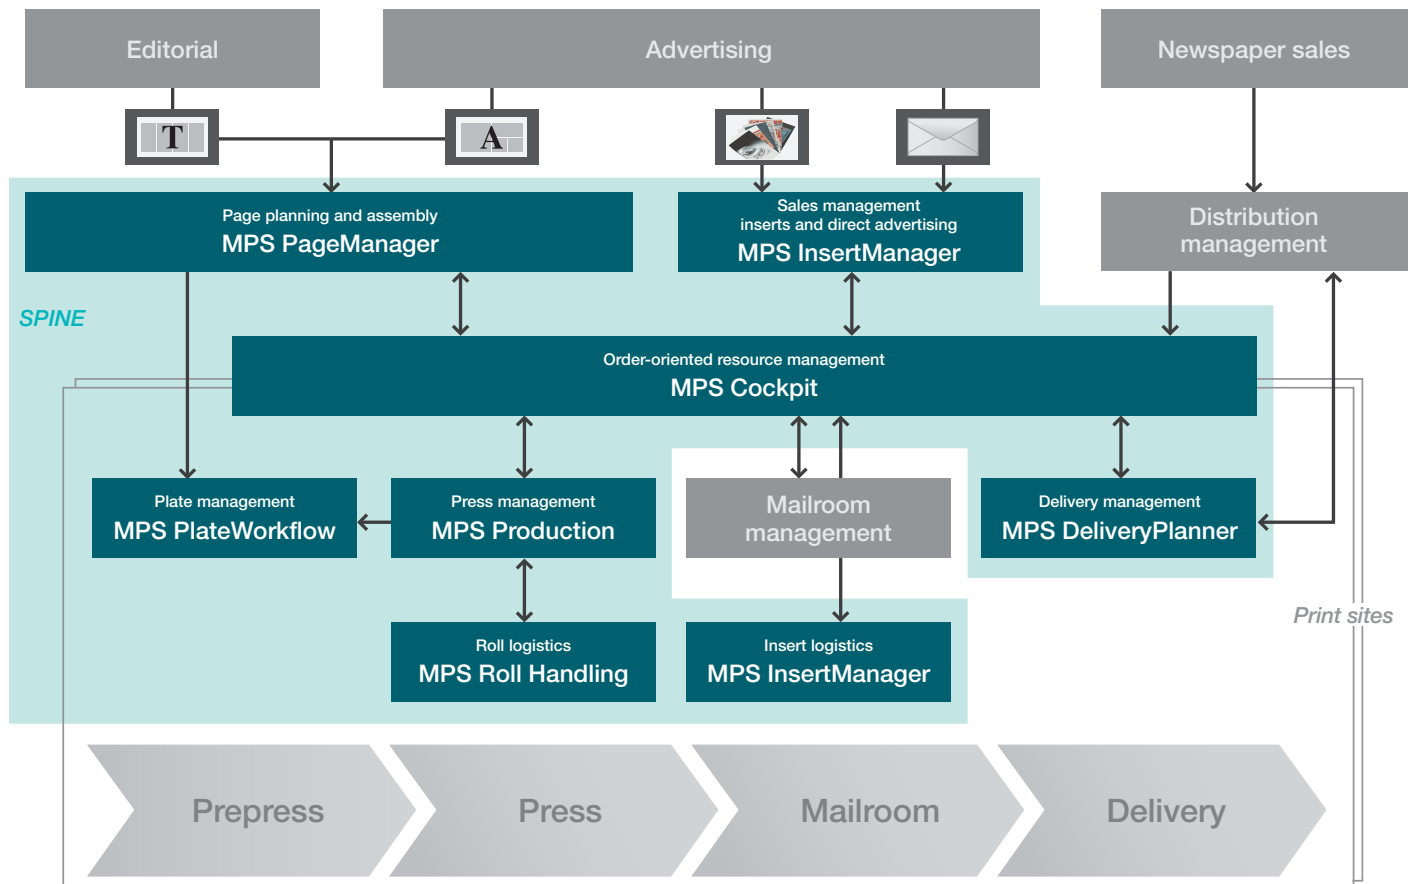 Editorial
Advertising
Newspaper sales
T
A
Page planning and assembly
MPS PageManager
Sales management
inserts and direct advertising
MPS InsertManager
Distribution
management
SPINE
Order-oriented resource management
MPS Cockpit
Plate management
MPS PlateWorkflow
Press management
MPS Production
Mailroom
management
Delivery management
MPS DeliveryPlanner
Print sites
Roll logistics
MPS Roll Handling
Insert logistics
MPS InsertManager
Prepress
Press
Mailroom
Delivery